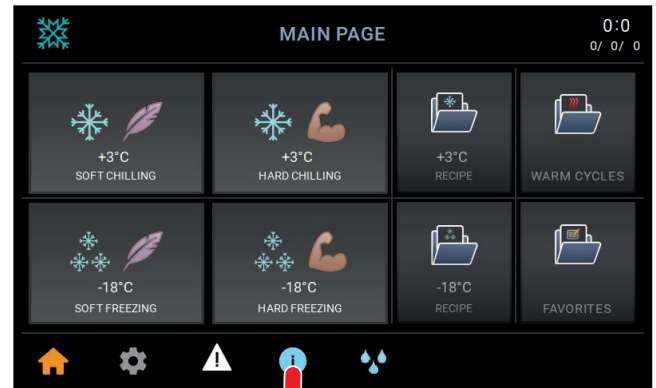 MAIN PAGE
0:0
0/ 0/ 0
+3°C
SOFT CHILLING
+3°C
HARD CHILLING
+3°C
RECIPE
WARM CYCLES
-18°C
SOFT FREEZING
-18°C
HARD FREEZING
-18°C
RECIPE
FAVORITES